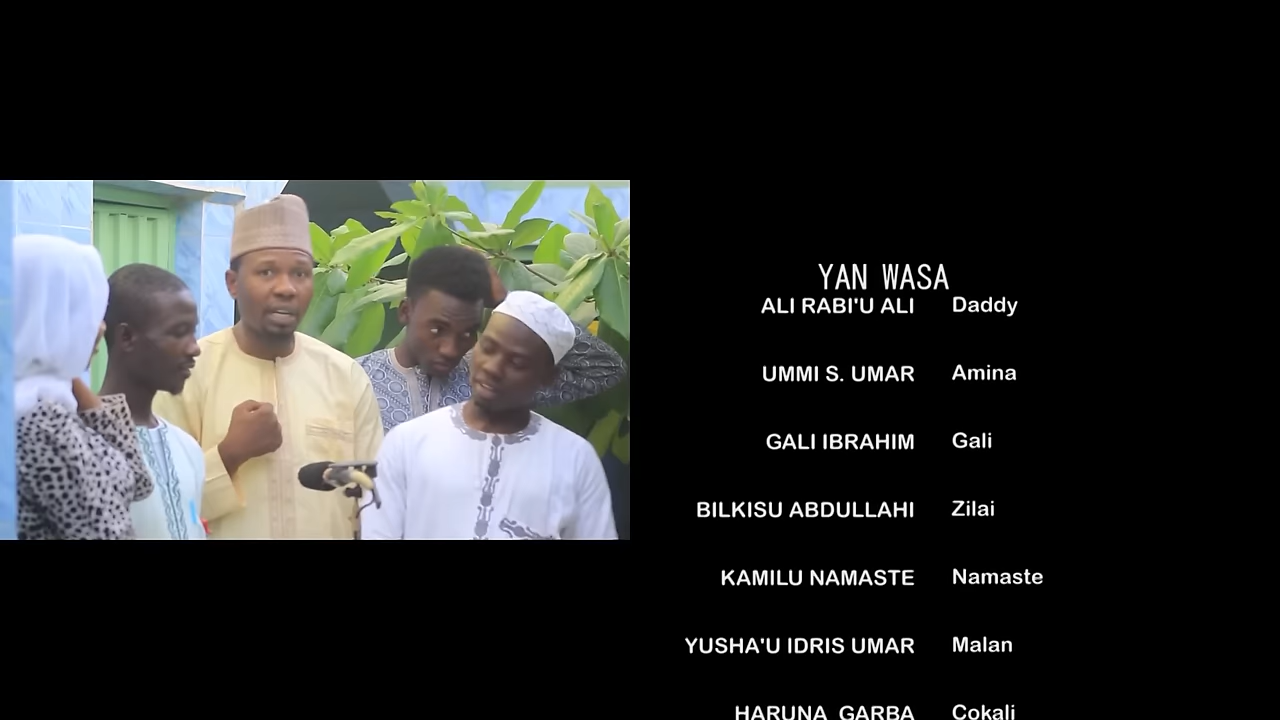 YAN WASA
ALI RABI'U ALI Daddy
UMMI S. UMAR Amina
GALI IBRAHIM Gali
BILKISU ABDULLAHI Zilai
KAMILU NAMASTE Namaste
YUSHA'U IDRIS UMAR Malan
HARUNA GARBA Cokali